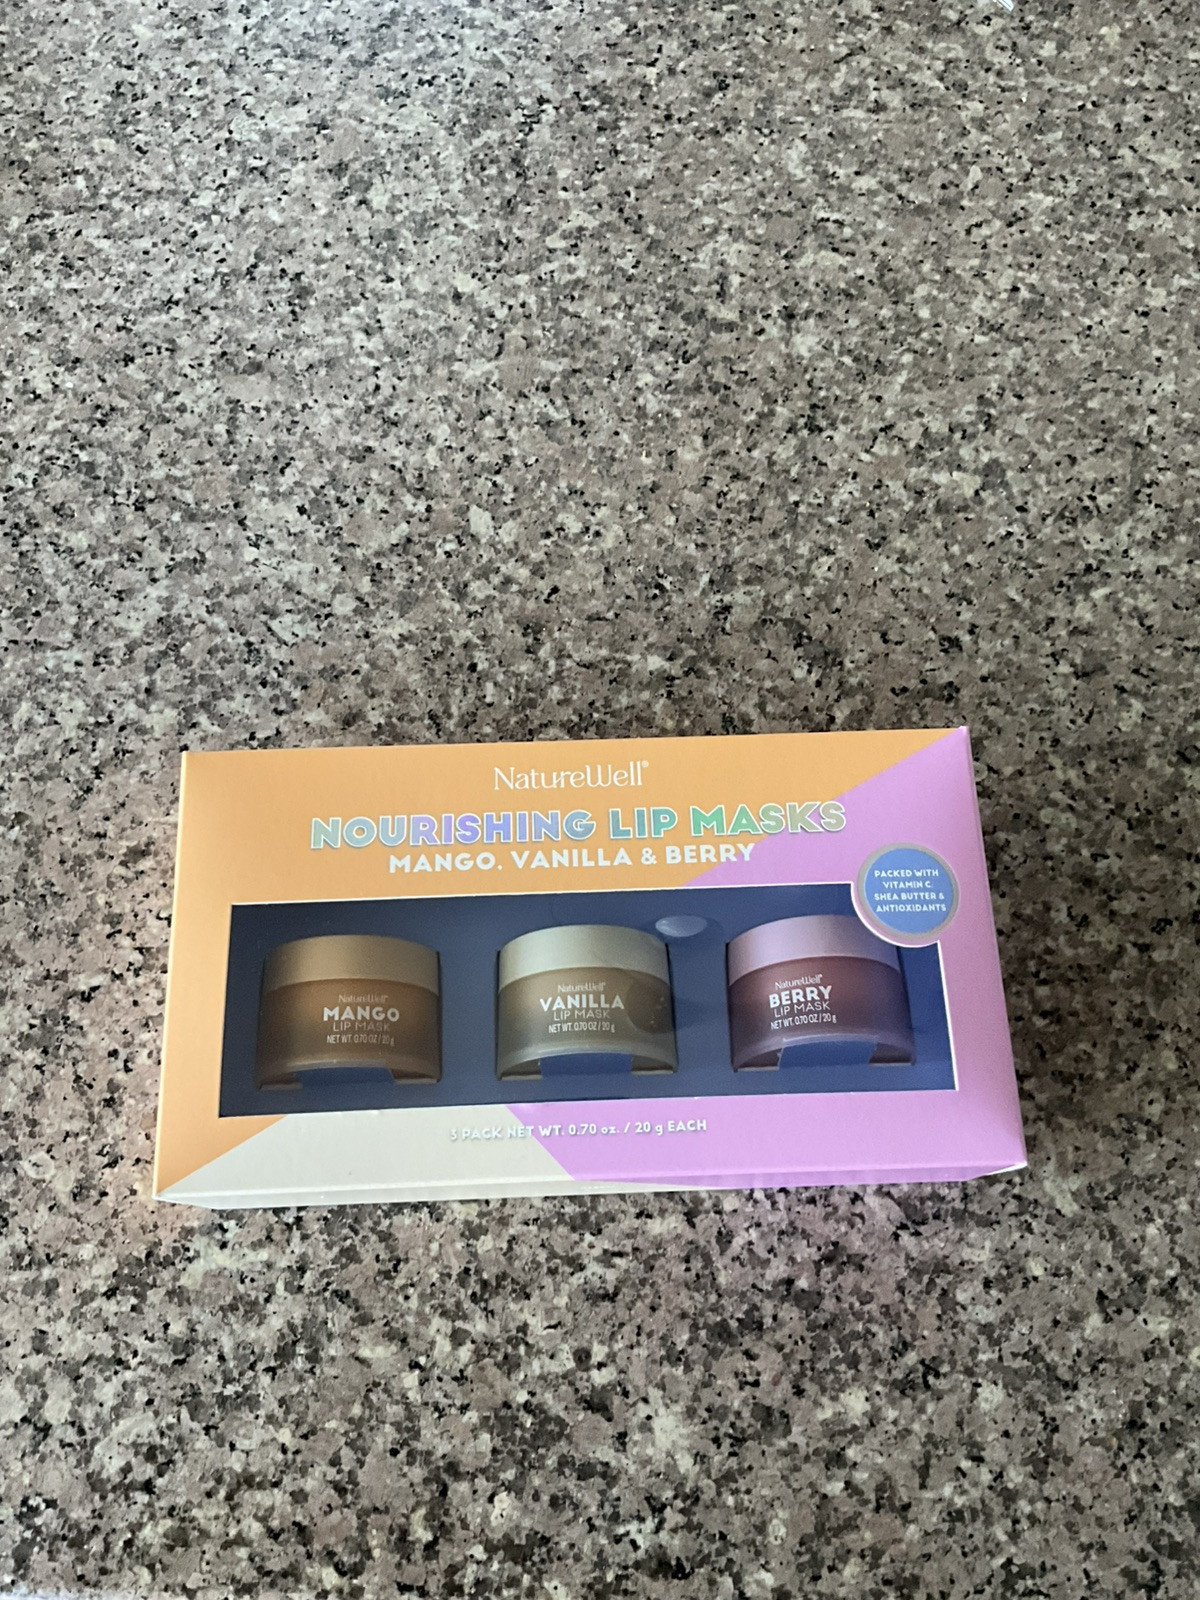 NatureWell®
NOURISHING LIP MASKS
MANGO, VANILLA & BERRY
PACKED WITH
VITAMIN C,
SHEA BUTTER &
ANTIOXIDANTS
NatureWell®
MANGO
LIP MASK
NET WT. 0.70 OZ / 20 g
NatureWell®
VANILLA
LIP MASK
NET WT. 0.70 OZ / 20 g
NatureWell®
BERRY
LIP MASK
NET WT. 0.70 OZ / 20 g
3 PACK NET WT. 0.70 oz. / 20 g EACH